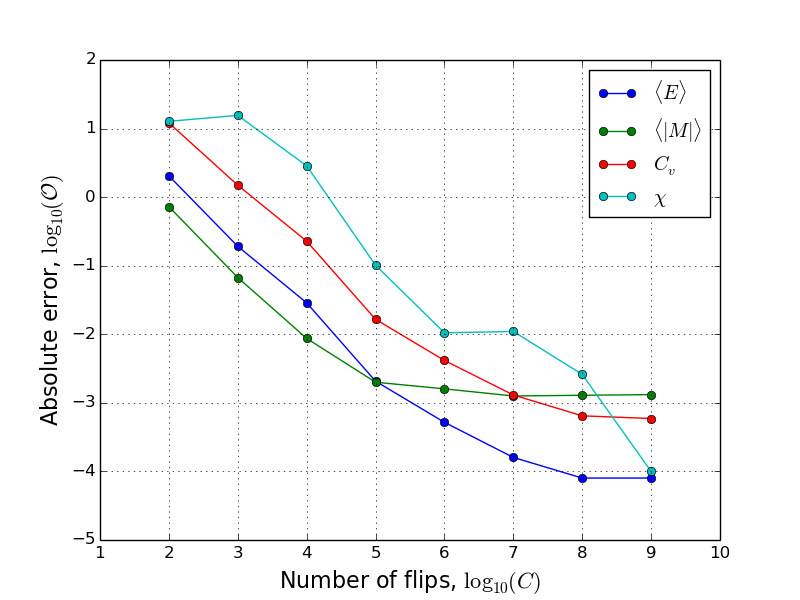 2
1
0
−1
−2
−3
−4
−5
Absolute error, log₁₀(𝒪)
⟨E⟩
⟨|M|⟩
Cᵥ
χ
1 2 3 4 5 6 7 8 9 10
Number of flips, log₁₀(C)